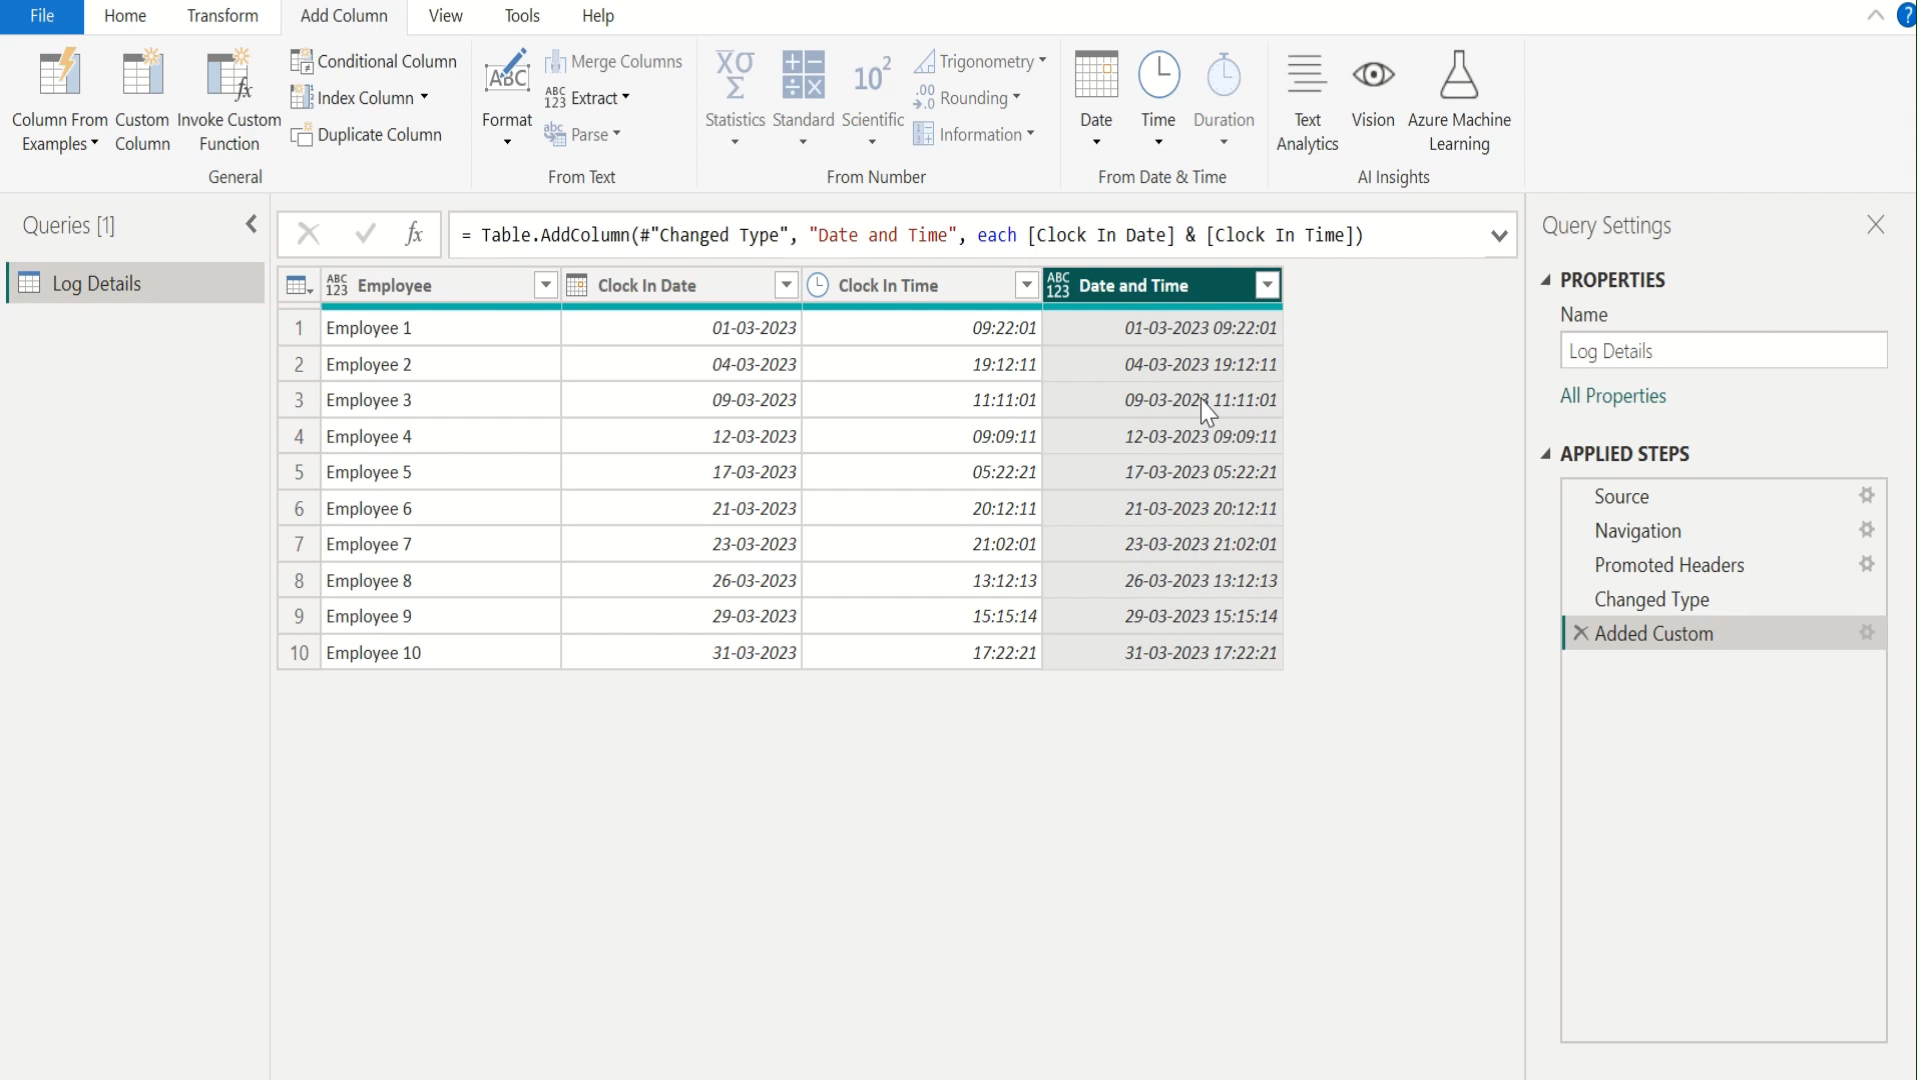 File Home Transform Add Column View Tools Help ?
Conditional Column Merge Columns Trigonometry
Index Column Extract Rounding
Column From Examples Custom Column Invoke Custom Function Format Statistics Standard Scientific Date Time Duration Text Analytics Vision Azure Machine Learning
Duplicate Column Parse Information
General From Text From Number From Date & Time AI Insights
Queries [1]
Log Details
fx = Table.AddColumn(#"Changed Type", "Date and Time", each [Clock In Date] & [Clock In Time])
ABC 123 Employee Clock In Date Clock In Time ABC 123 Date and Time
1 Employee 1 01-03-2023 09:22:01 01-03-2023 09:22:01
2 Employee 2 04-03-2023 19:12:11 04-03-2023 19:12:11
3 Employee 3 09-03-2023 11:11:01 09-03-2023 11:11:01
4 Employee 4 12-03-2023 09:09:11 12-03-2023 09:09:11
5 Employee 5 17-03-2023 05:22:21 17-03-2023 05:22:21
6 Employee 6 21-03-2023 20:12:11 21-03-2023 20:12:11
7 Employee 7 23-03-2023 21:02:01 23-03-2023 21:02:01
8 Employee 8 26-03-2023 13:12:13 26-03-2023 13:12:13
9 Employee 9 29-03-2023 15:15:14 29-03-2023 15:15:14
10 Employee 10 31-03-2023 17:22:21 31-03-2023 17:22:21
Query Settings
PROPERTIES
Name
Log Details
All Properties
APPLIED STEPS
Source
Navigation
Promoted Headers
Changed Type
Added Custom